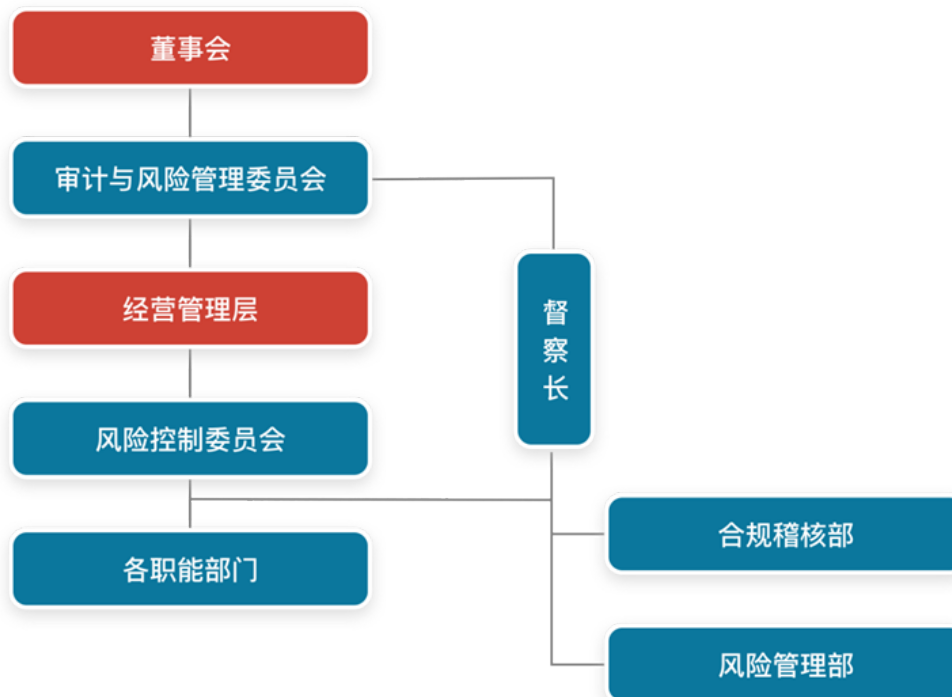 董事会
审计与风险管理委员会
经营管理层
督察长
风险控制委员会
合规稽核部
各职能部门
风险管理部